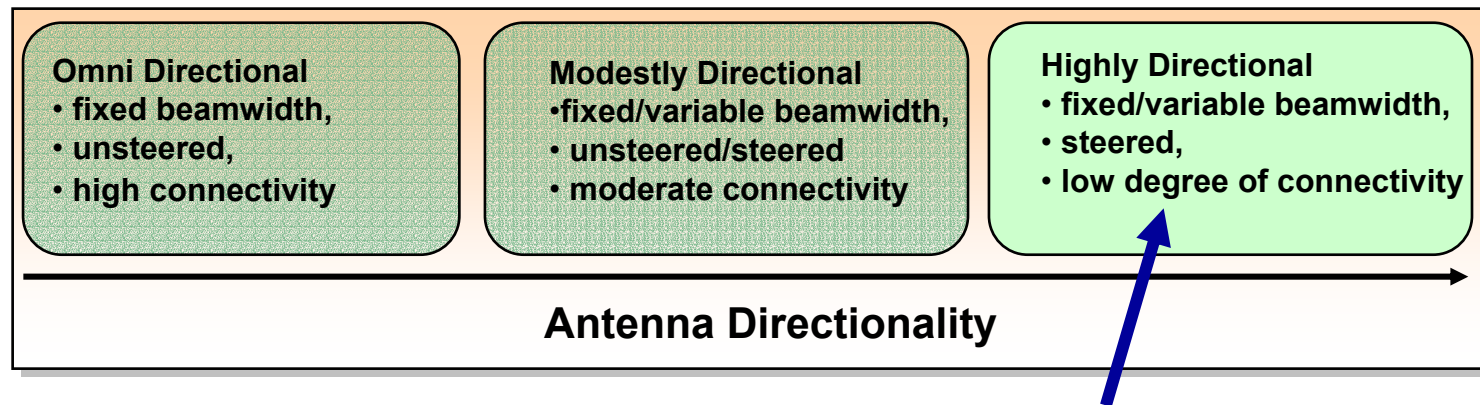 Omni Directional
• fixed beamwidth,
• unsteered,
• high connectivity
Modestly Directional
•fixed/variable beamwidth,
• unsteered/steered
• moderate connectivity
Highly Directional
• fixed/variable beamwidth,
• steered,
• low degree of connectivity
Antenna Directionality